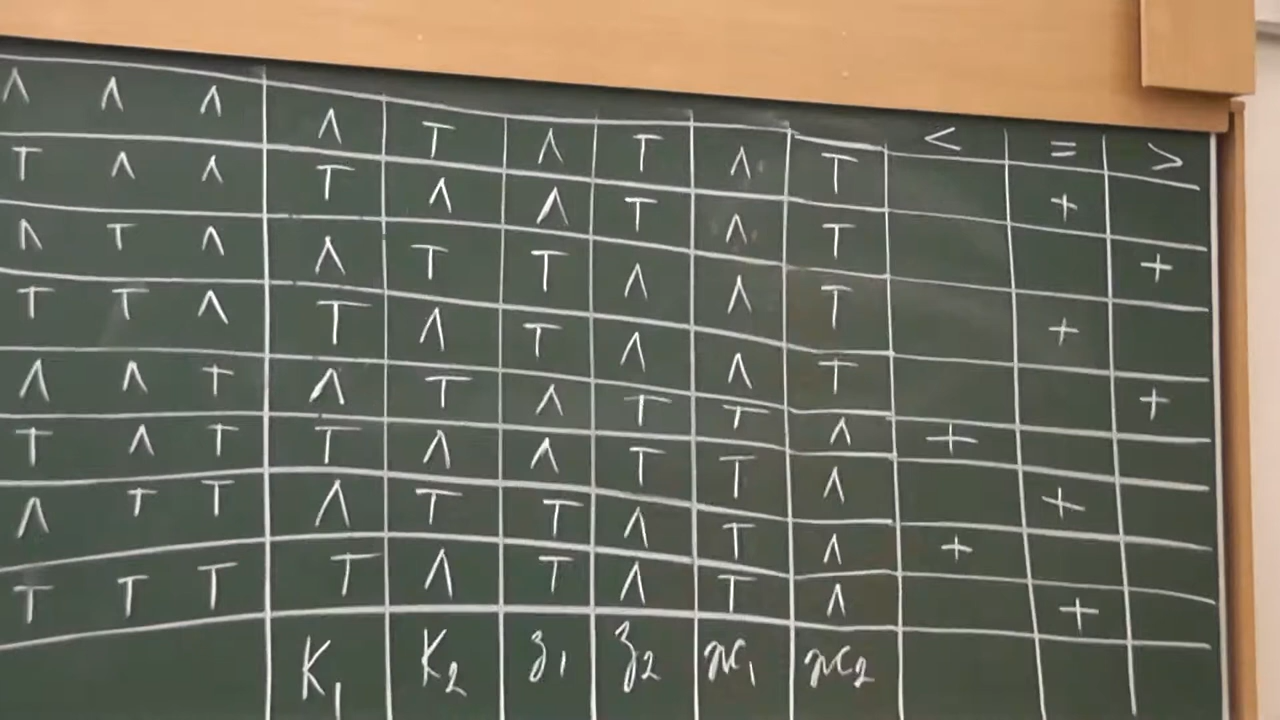 < = >
Л Л Л Л Т Л Т Л Т +
Т Л Л Т Л Л Т Л Т +
Л Т Л Л Т Т Л Л Т +
Т Т Л Т Л Т Л Л Т +
Л Л Т Л Т Л Т Т Л +
Т Л Т Т Л Л Т Т Л +
Л Т Т Л Т Т Л Т Л +
Т Т Т Т Л Т Л Т Л +
К₁ К₂ з₁ з₂ ж₁ ж₂